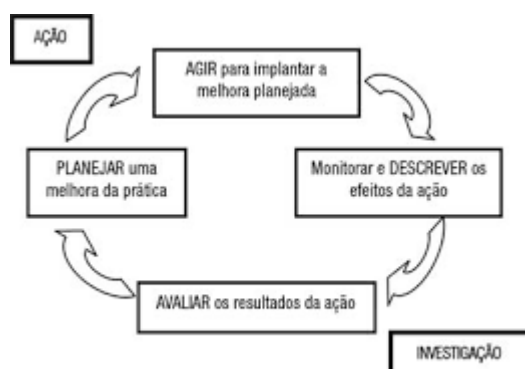 AÇÃO
AGIR para implantar a
melhora planejada
PLANEJAR uma
melhora da prática
Monitorar e DESCREVER os
efeitos da ação
AVALIAR os resultados da ação
INVESTIGAÇÃO